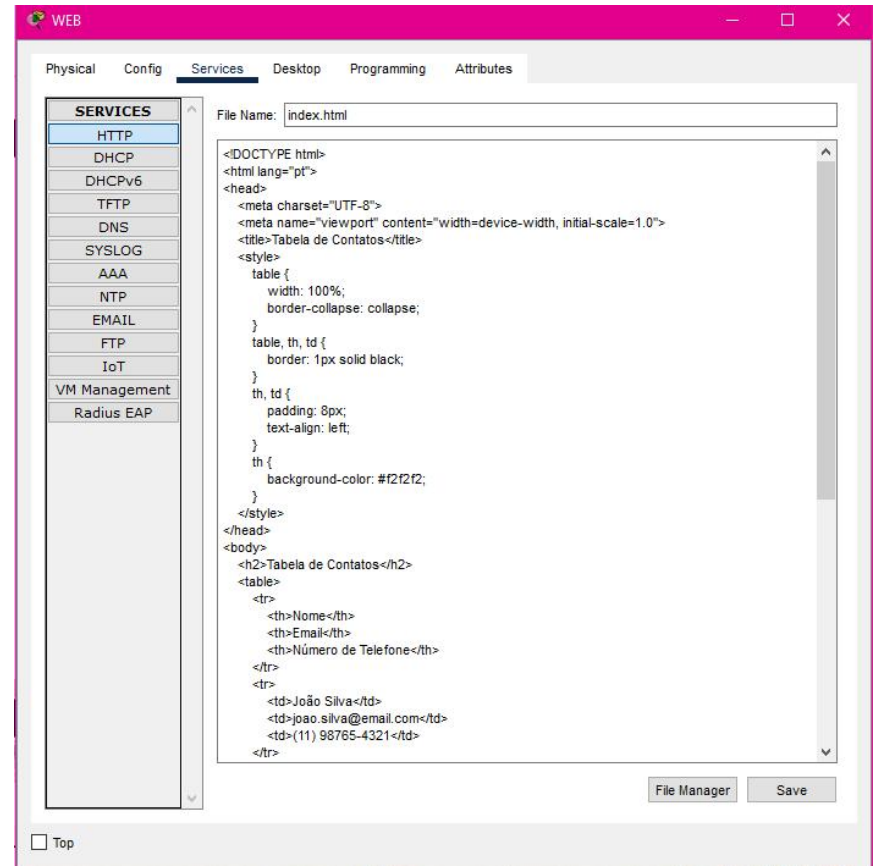 WEB
Physical Config Services Desktop Programming Attributes
SERVICES
HTTP
DHCP
DHCPv6
TFTP
DNS
SYSLOG
AAA
NTP
EMAIL
FTP
IoT
VM Management
Radius EAP
File Name: index.html
<!DOCTYPE html>
<html lang="pt">
<head>
<meta charset="UTF-8">
<meta name="viewport" content="width=device-width, initial-scale=1.0">
<title>Tabela de Contatos</title>
<style>
table {
width: 100%;
border-collapse: collapse;
}
table, th, td {
border: 1px solid black;
}
th, td {
padding: 8px;
text-align: left;
}
th {
background-color: #f2f2f2;
}
</style>
</head>
<body>
<h2>Tabela de Contatos</h2>
<table>
<tr>
<th>Nome</th>
<th>Email</th>
<th>Número de Telefone</th>
</tr>
<tr>
<td>João Silva</td>
<td>joao.silva@email.com</td>
<td>(11) 98765-4321</td>
</tr>
File Manager Save
Top